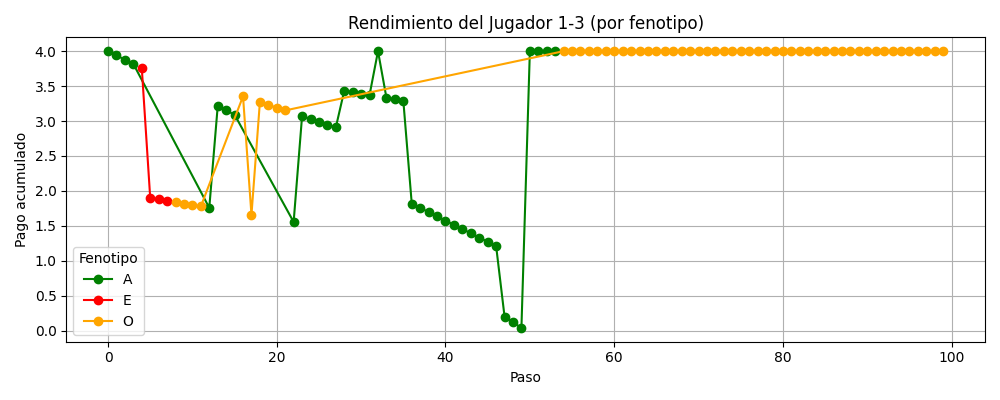 Rendimiento del Jugador 1-3 (por fenotipo)
Pago acumulado
4.0
3.5
3.0
2.5
2.0
1.5
1.0
0.5
0.0
Fenotipo
A
E
O
0 20 40 60 80 100
Paso